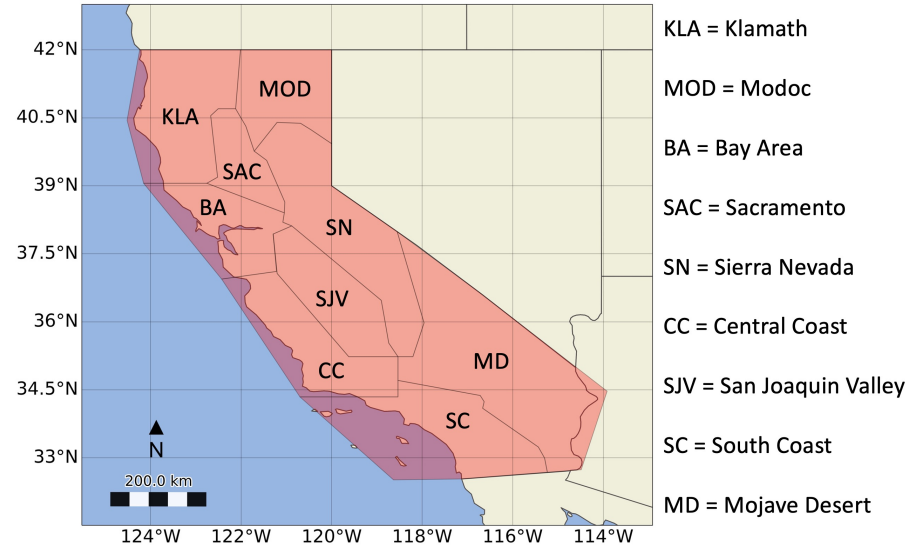 KLA = Klamath
MOD = Modoc
BA = Bay Area
SAC = Sacramento
SN = Sierra Nevada
CC = Central Coast
SJV = San Joaquin Valley
SC = South Coast
MD = Mojave Desert
42°N
40.5°N
39°N
37.5°N
36°N
34.5°N
33°N
MOD
KLA
SAC
BA
SN
SJV
MD
CC
SC
N
200.0 km
124°W
122°W
120°W
118°W
116°W
114°W